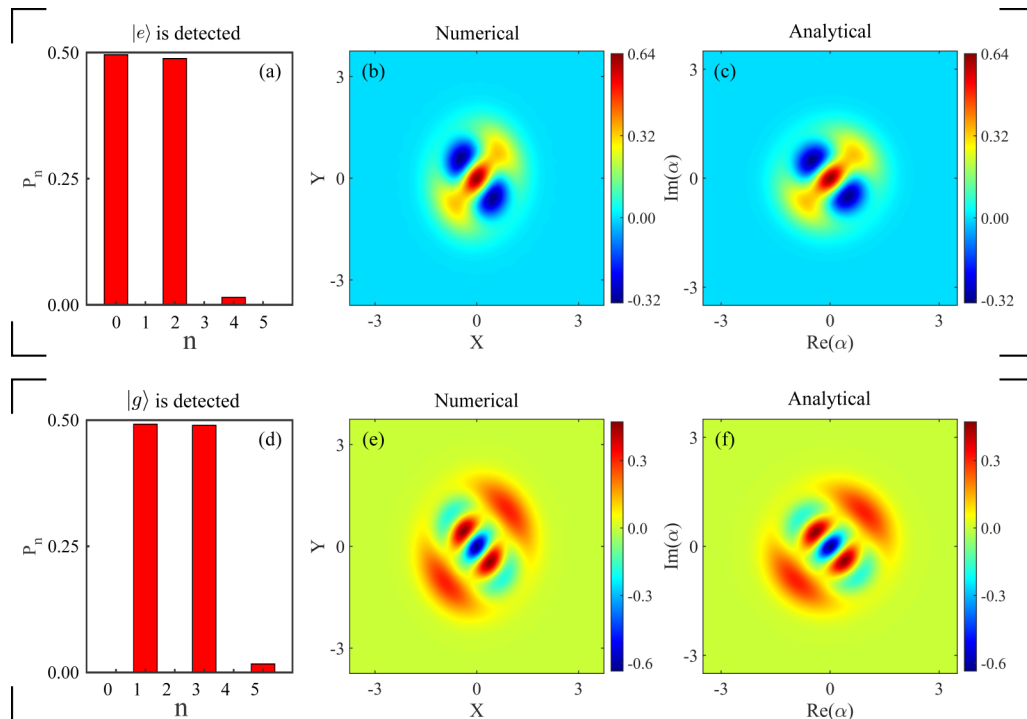 |e⟩ is detected
Numerical
Analytical
0.50
0.25
0.00
P_n
(a)
0 1 2 3 4 5
n
(b)
3
0
-3
Y
-3 0 3
X
0.64
0.32
0.00
-0.32
(c)
3
0
-3
Im(α)
-3 0 3
Re(α)
0.64
0.32
0.00
-0.32
|g⟩ is detected
Numerical
Analytical
0.50
0.25
0.00
P_n
(d)
0 1 2 3 4 5
n
(e)
3
0
-3
Y
-3 0 3
X
0.3
0.0
-0.3
-0.6
(f)
3
0
-3
Im(α)
-3 0 3
Re(α)
0.3
0.0
-0.3
-0.6